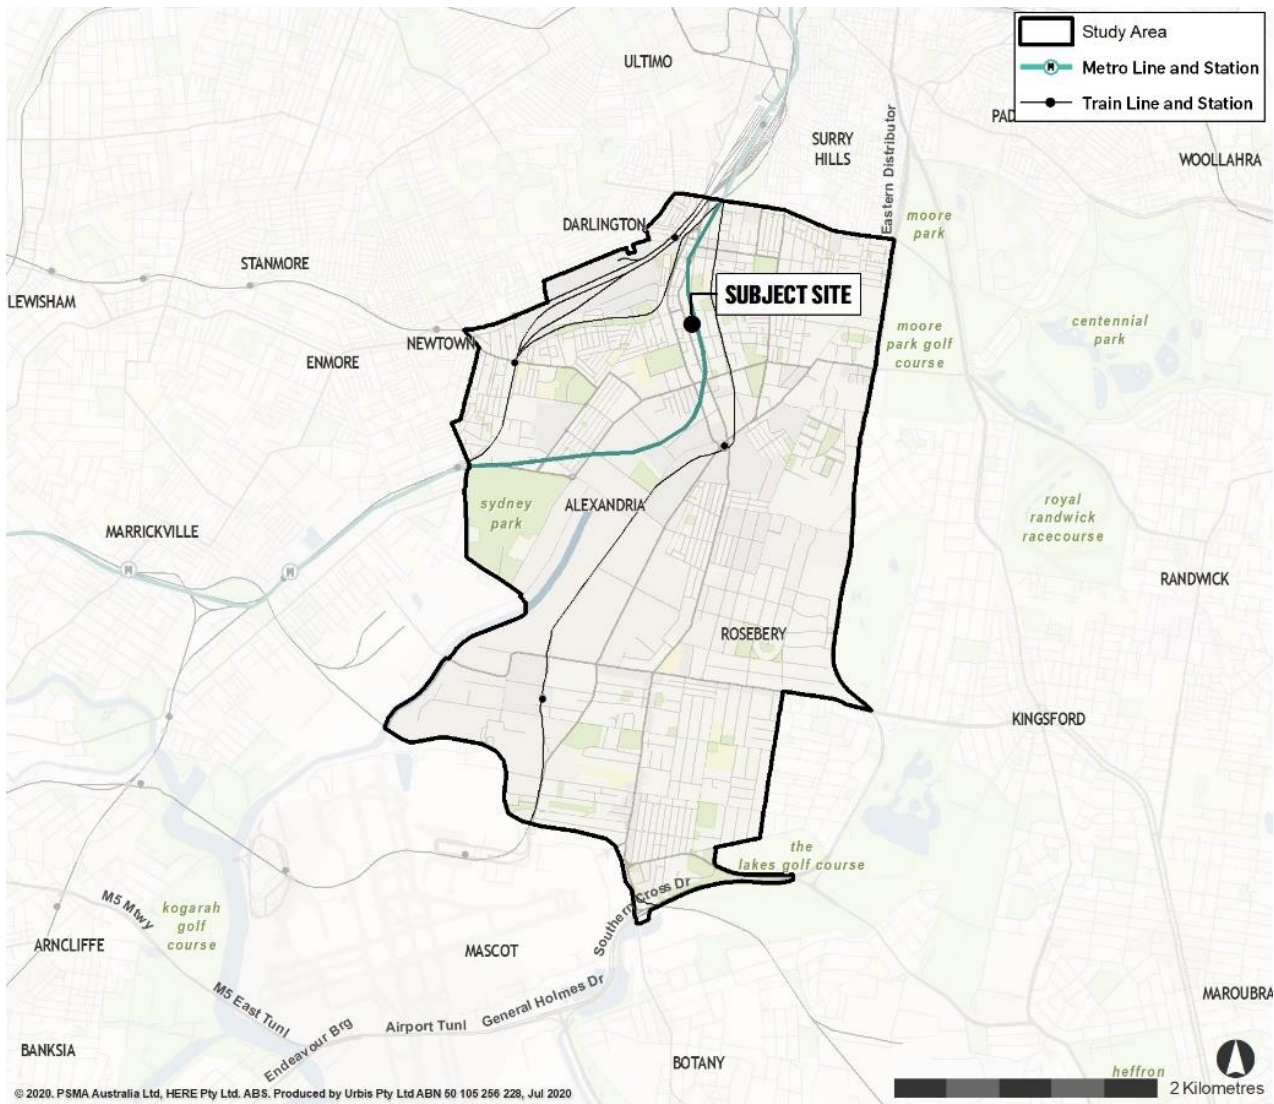 Study Area
Metro Line and Station
Train Line and Station
ULTIMO
SURRY
HILLS
Eastern Distributor
PAD
WOOLLAHRA
DARLINGTON
moore
park
STANMORE
LEWISHAM
SUBJECT SITE
NEWTOWN
ENMORE
moore
park golf
course
centennial
park
sydney
park
ALEXANDRIA
royal
randwick
racecourse
MARRICKVILLE
RANDWICK
ROSEBERY
KINGSFORD
the
lakes golf course
Southern Cross Dr
M5 Mtwy
kogarah
golf
course
ARNCLIFFE
MASCOT
General Holmes Dr
M5 East Tunl
Endeavour Brg
Airport Tunl
MAROUBRA
BANKSIA
BOTANY
heffron
2 Kilometres
© 2020. PSMA Australia Ltd, HERE Pty Ltd. ABS. Produced by Urbis Pty Ltd ABN 50 105 256 228, Jul 2020